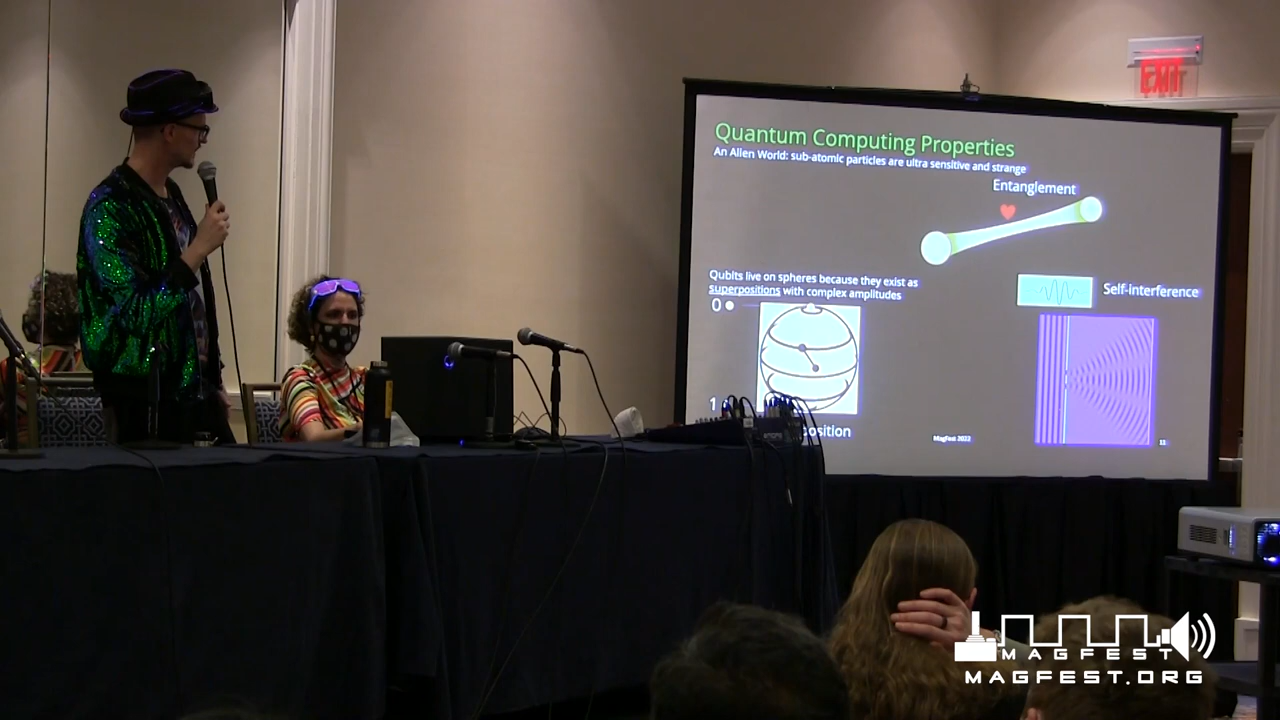 EXIT
Quantum Computing Properties
An Alien World: sub-atomic particles are ultra sensitive and strange
Entanglement
Qubits live on spheres because they exist as
superpositions with complex amplitudes
0
Self-interference
1
osition
MagFest 2022
11
MAGFEST
MAGFEST.ORG